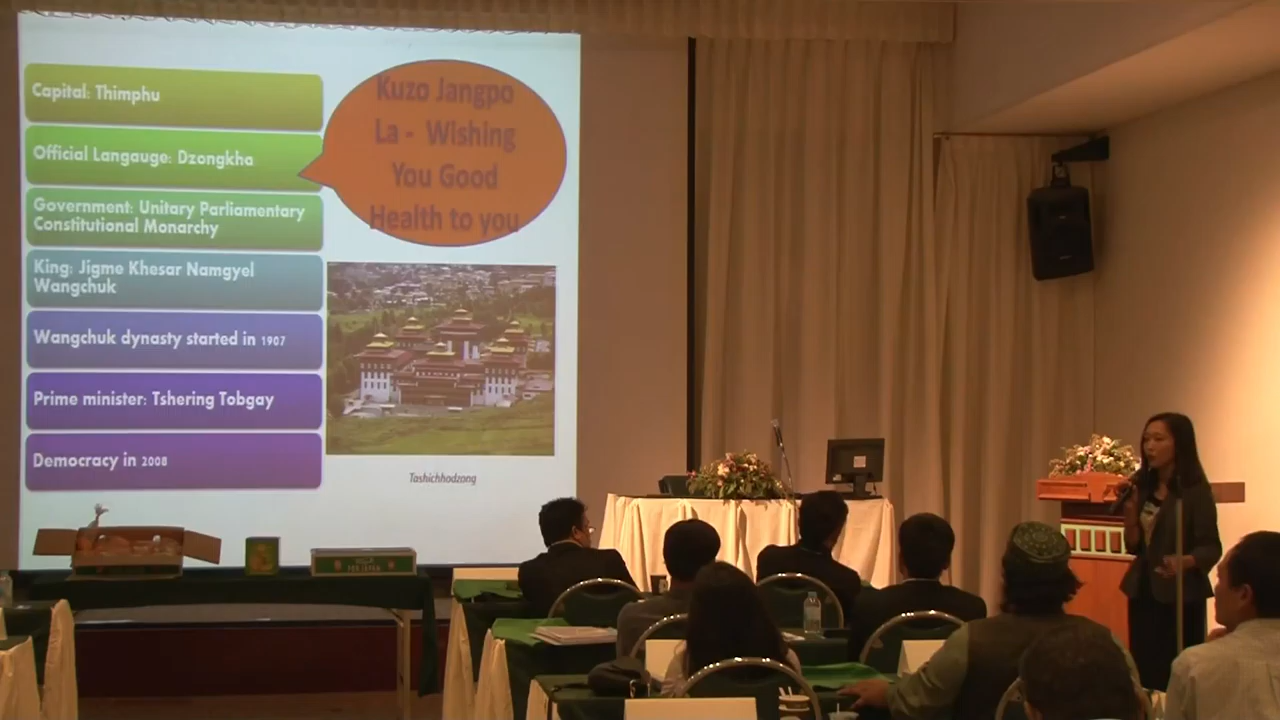 Capital: Thimphu
Official Langauge: Dzongkha
Government: Unitary Parliamentary
Constitutional Monarchy
King: Jigme Khesar Namgyel
Wangchuk
Wangchuk dynasty started in 1907
Prime minister: Tshering Tobgay
Democracy in 2008
Kuzo Jangpo
La - Wishing
You Good
Health to you
Tashichhodzong